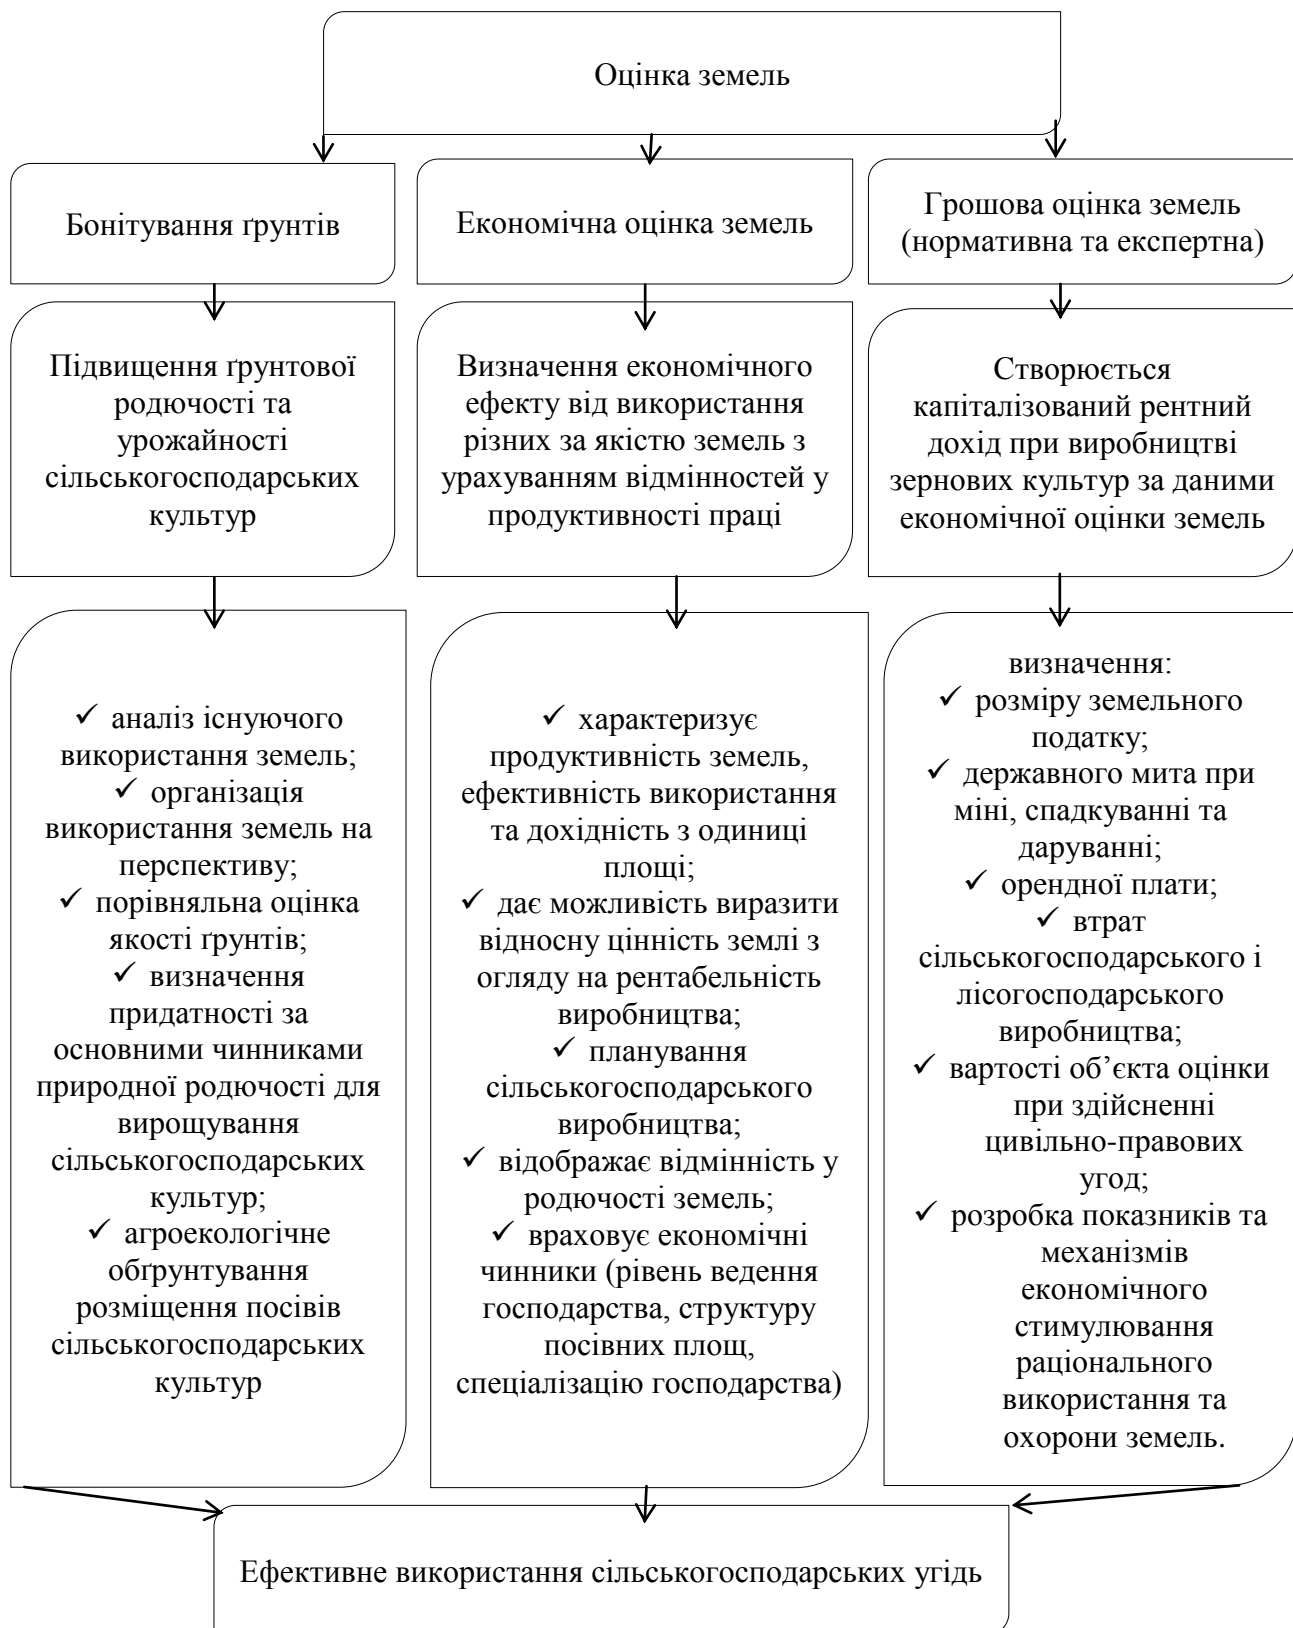 Оцінка земель
Бонітування ґрунтів
Економічна оцінка земель
Грошова оцінка земель
(нормативна та експертна)
Підвищення ґрунтової
родючості та
урожайності
сільськогосподарських
культур
Визначення економічного
ефекту від використання
різних за якістю земель з
урахуванням відмінностей у
продуктивності праці
Створюється
капіталізований рентний
дохід при виробництві
зернових культур за даними
економічної оцінки земель
✓ аналіз існуючого
використання земель;
✓ організація
використання земель на
перспективу;
✓ порівняльна оцінка
якості ґрунтів;
✓ визначення
придатності за
основними чинниками
природної родючості для
вирощування
сільськогосподарських
культур;
✓ агроекологічне
обґрунтування
розміщення посівів
сільськогосподарських
культур
✓ характеризує
продуктивність земель,
ефективність використання
та дохідність з одиниці
площі;
✓ дає можливість виразити
відносну цінність землі з
огляду на рентабельність
виробництва;
✓ планування
сільськогосподарського
виробництва;
✓ відображає відмінність у
родючості земель;
✓ враховує економічні
чинники (рівень ведення
господарства, структуру
посівних площ,
спеціалізацію господарства)
визначення:
✓ розміру земельного
податку;
✓ державного мита при
міні, спадкуванні та
даруванні;
✓ орендної плати;
✓ втрат
сільськогосподарського і
лісогосподарського
виробництва;
✓ вартості об’єкта оцінки
при здійсненні
цивільно-правових
угод;
✓ розробка показників та
механізмів
економічного
стимулювання
раціонального
використання та
охорони земель.
Ефективне використання сільськогосподарських угідь